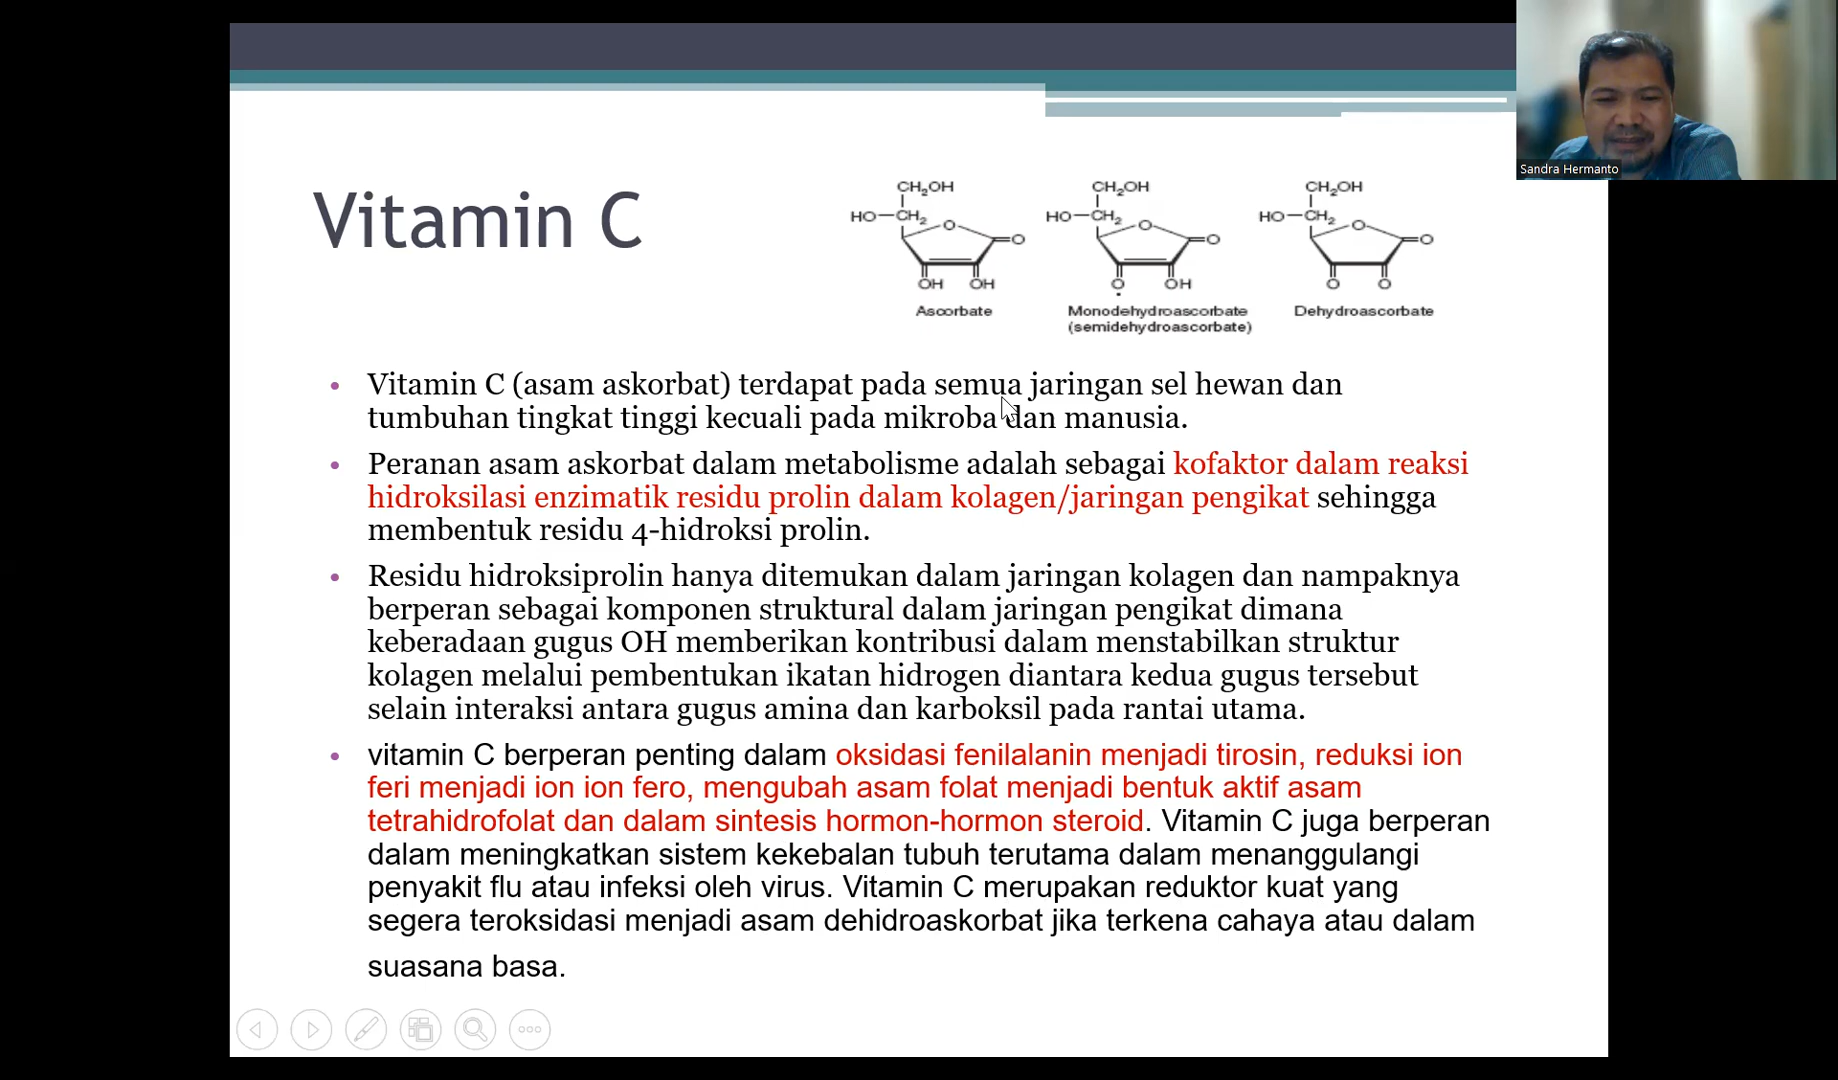 Sandra Hermanto
Vitamin C
CH2OH CH2OH CH2OH
HO CH2 HO CH2 HO CH2
O O O
O O O
OH OH O OH O O
Ascorbate Monodehydroascorbate Dehydroascorbate
(semidehydroascorbate)
• Vitamin C (asam askorbat) terdapat pada semua jaringan sel hewan dan
tumbuhan tingkat tinggi kecuali pada mikroba dan manusia.
• Peranan asam askorbat dalam metabolisme adalah sebagai kofaktor dalam reaksi
hidroksilasi enzimatik residu prolin dalam kolagen/jaringan pengikat sehingga
membentuk residu 4-hidroksi prolin.
• Residu hidroksiprolin hanya ditemukan dalam jaringan kolagen dan nampaknya
berperan sebagai komponen struktural dalam jaringan pengikat dimana
keberadaan gugus OH memberikan kontribusi dalam menstabilkan struktur
kolagen melalui pembentukan ikatan hidrogen diantara kedua gugus tersebut
selain interaksi antara gugus amina dan karboksil pada rantai utama.
• vitamin C berperan penting dalam oksidasi fenilalanin menjadi tirosin, reduksi ion
feri menjadi ion ion fero, mengubah asam folat menjadi bentuk aktif asam
tetrahidrofolat dan dalam sintesis hormon-hormon steroid. Vitamin C juga berperan
dalam meningkatkan sistem kekebalan tubuh terutama dalam menanggulangi
penyakit flu atau infeksi oleh virus. Vitamin C merupakan reduktor kuat yang
segera teroksidasi menjadi asam dehidroaskorbat jika terkena cahaya atau dalam
suasana basa.